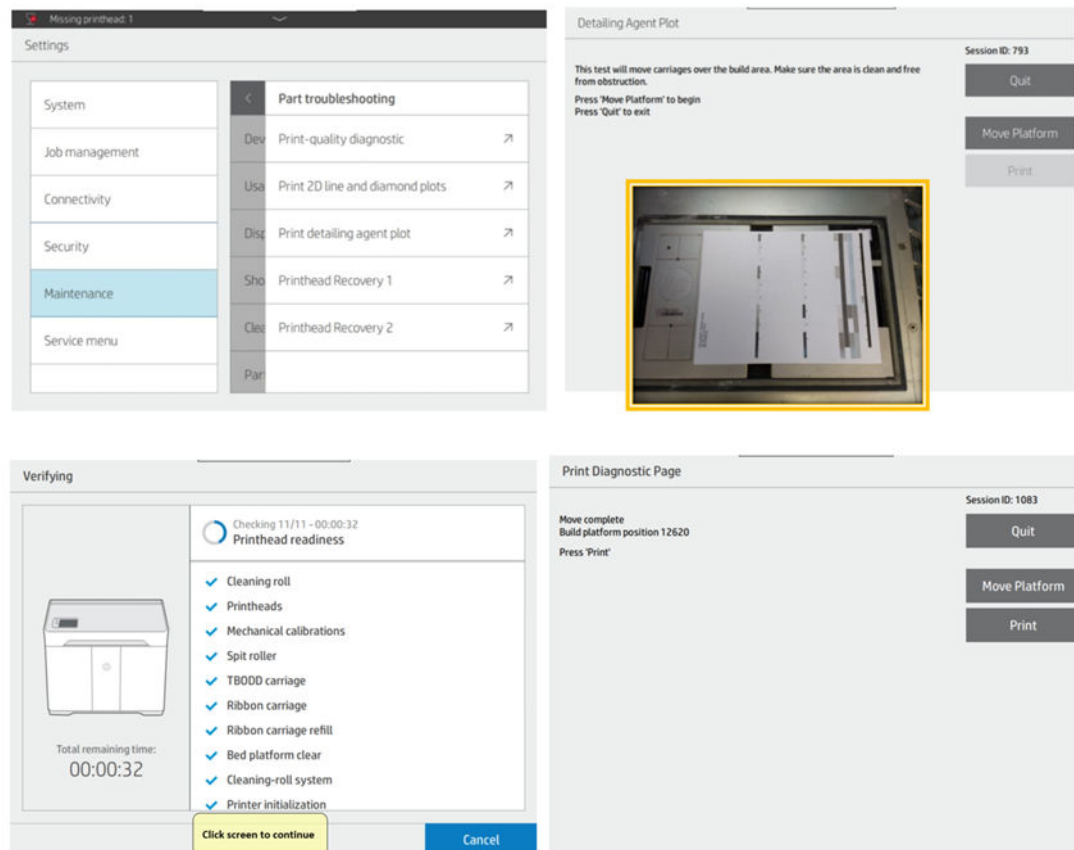 Missing printhead: 1
Settings
System
Job management
Connectivity
Security
Maintenance
Service menu
Part troubleshooting
Dev
Print-quality diagnostic
Usa
Print 2D line and diamond plots
Disp
Print detailing agent plot
Sho
Printhead Recovery 1
Clea
Printhead Recovery 2
Par
Detailing Agent Plot
Session ID: 793
This test will move carriages over the build area. Make sure the area is clean and free
from obstruction.
Press 'Move Platform' to begin
Press 'Quit' to exit
Quit
Move Platform
Print
Verifying
Total remaining time:
00:00:32
Checking 11/11 - 00:00:32
Printhead readiness
Cleaning roll
Printheads
Mechanical calibrations
Spit roller
TBODD carriage
Ribbon carriage
Ribbon carriage refill
Bed platform clear
Cleaning-roll system
Printer initialization
Click screen to continue
Cancel
Print Diagnostic Page
Session ID: 1083
Move complete
Build platform position 12620
Press 'Print'
Quit
Move Platform
Print